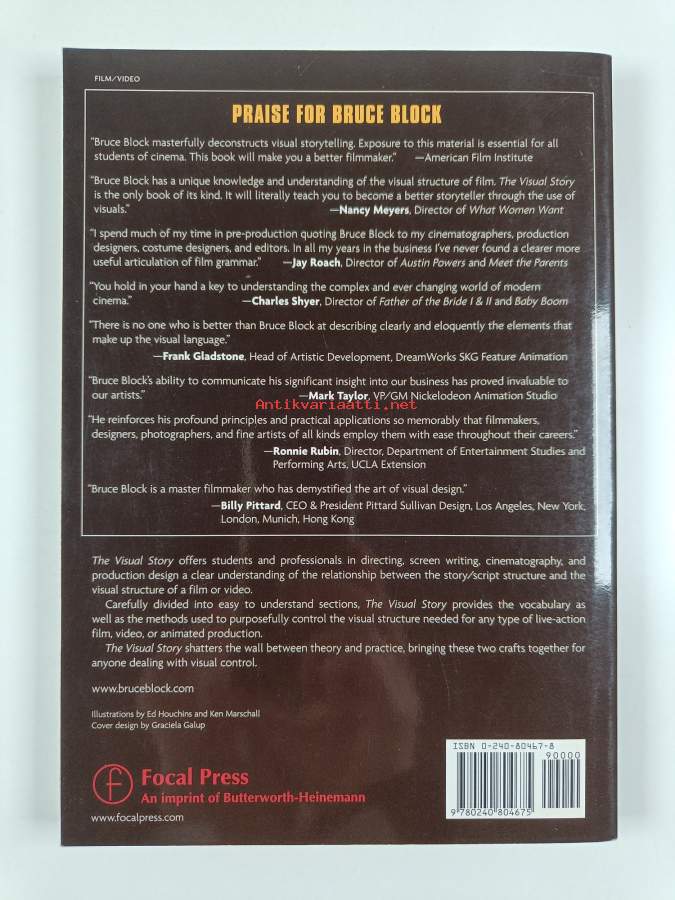 FILM/VIDEO
PRAISE FOR BRUCE BLOCK
"Bruce Block masterfully deconstructs visual storytelling. Exposure to this material is essential for all
students of cinema. This book will make you a better filmmaker." —American Film Institute
"Bruce Block has a unique knowledge and understanding of the visual structure of film. The Visual Story
is the only book of its kind. It will literally teach you to become a better storyteller through the use of
visuals." —Nancy Meyers, Director of What Women Want
"I spend much of my time in pre-production quoting Bruce Block to my cinematographers, production
designers, costume designers, and editors. In all my years in the business I've never found a clearer more
useful articulation of film grammar." —Jay Roach, Director of Austin Powers and Meet the Parents
"You hold in your hand a key to understanding the complex and ever changing world of modern
cinema." —Charles Shyer, Director of Father of the Bride I & II and Baby Boom
"There is no one who is better than Bruce Block at describing clearly and eloquently the elements that
make up the visual language."
—Frank Gladstone, Head of Artistic Development, DreamWorks SKG Feature Animation
"Bruce Block's ability to communicate his significant insight into our business has proved invaluable to
our artists." —Mark Taylor, VP/GM Nickelodeon Animation Studio
Antikvariaatti.net
"He reinforces his profound principles and practical applications so memorably that filmmakers,
designers, photographers, and fine artists of all kinds employ them with ease throughout their careers."
—Ronnie Rubin, Director, Department of Entertainment Studies and
Performing Arts, UCLA Extension
"Bruce Block is a master filmmaker who has demystified the art of visual design."
—Billy Pittard, CEO & President Pittard Sullivan Design, Los Angeles, New York,
London, Munich, Hong Kong
The Visual Story offers students and professionals in directing, screen writing, cinematography, and
production design a clear understanding of the relationship between the story/script structure and the
visual structure of a film or video.
Carefully divided into easy to understand sections, The Visual Story provides the vocabulary as
well as the methods used to purposefully control the visual structure needed for any type of live-action
film, video, or animated production.
The Visual Story shatters the wall between theory and practice, bringing these two crafts together for
anyone dealing with visual control.
www.bruceblock.com
Illustrations by Ed Houchins and Ken Marschall
Cover design by Graciela Galup
f Focal Press
An imprint of Butterworth-Heinemann
www.focalpress.com
ISBN 0-240-80467-8
90000
9 780240 804675